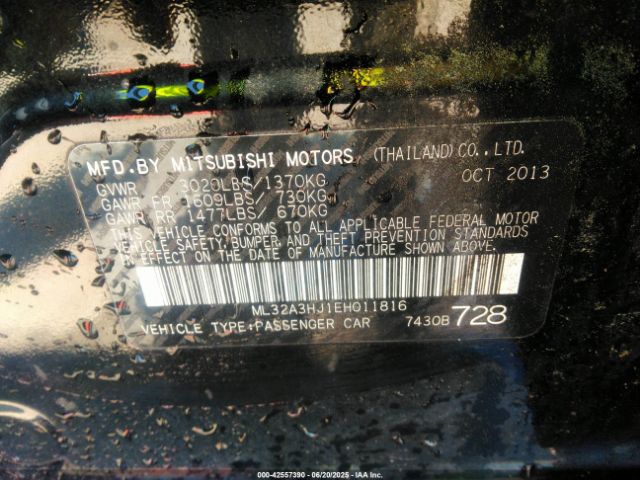 MFD.BY MITSUBISHI MOTORS (THAILAND)CO.,LTD.
GVWR 3020LBS/1370KG OCT 2013
GAWR FR 1609LBS/ 730KG
GAWR RR 1477LBS/ 670KG
THIS VEHICLE CONFORMS TO ALL APPLICABLE FEDERAL MOTOR
VEHICLE SAFETY, BUMPER, AND THEFT PREVENTION STANDARDS
IN EFFECT ON THE DATE OF MANUFACTURE SHOWN ABOVE.
ML32A3HJ1EH011816
VEHICLE TYPE:PASSENGER CAR 7430B 728
000-42557390 - 06/20/2025 - IAA Inc.